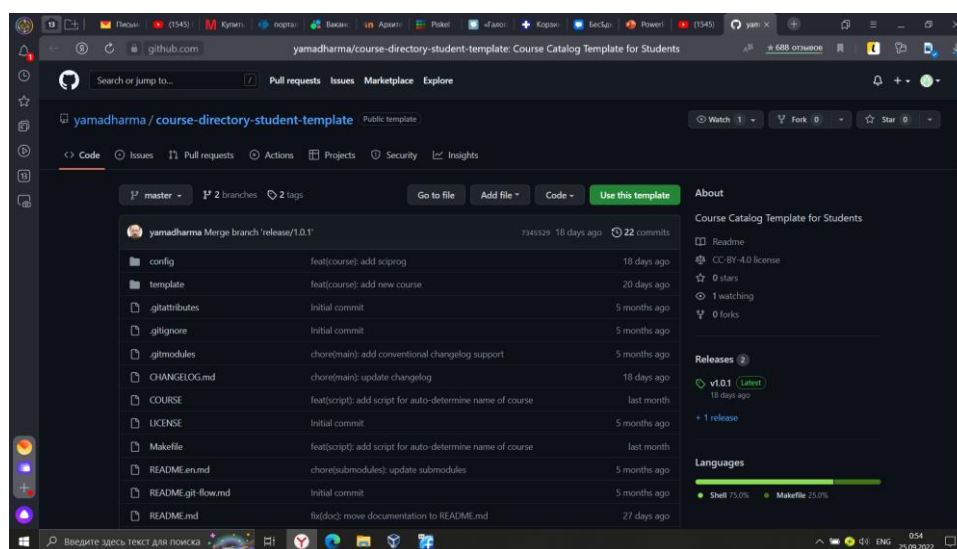 13
Письм
(1545)
Купит
портал
Вакан
Архите
Piskel
«Галоп
Корзин
БесБд
Powerl
(1545)
yam
github.com
yamadharma/course-directory-student-template: Course Catalog Template for Students
★ 688 отзывов
Search or jump to...
/
Pull requests Issues Marketplace Explore
yamadharma / course-directory-student-template Public template
Watch 1
Fork 0
Star 0
Code Issues Pull requests Actions Projects Security Insights
13
master
2 branches 2 tags
Go to file Add file Code Use this template
yamadharma Merge branch 'release/1.0.1' 7345529 18 days ago 22 commits
config feat(course): add sciprog 18 days ago
template feat(course): add new course 20 days ago
.gitattributes Initial commit 5 months ago
.gitignore Initial commit 5 months ago
.gitmodules chore(main): add conventional changelog support 5 months ago
CHANGELOG.md chore(main): update changelog 18 days ago
COURSE feat(script): add script for auto-determine name of course last month
LICENSE Initial commit 5 months ago
Makefile feat(script): add script for auto-determine name of course last month
README.en.md chore(submodules): update submodules 5 months ago
README.git-flow.md Initial commit 5 months ago
README.md fix(doc): move documentation to README.md 27 days ago
About
Course Catalog Template for Students
Readme
CC-BY-4.0 license
0 stars
1 watching
0 forks
Releases 2
v1.0.1 Latest
18 days ago
+ 1 release
Languages
Shell 75.0% Makefile 25.0%
Введите здесь текст для поиска
ENG
0:54
25.09.2022